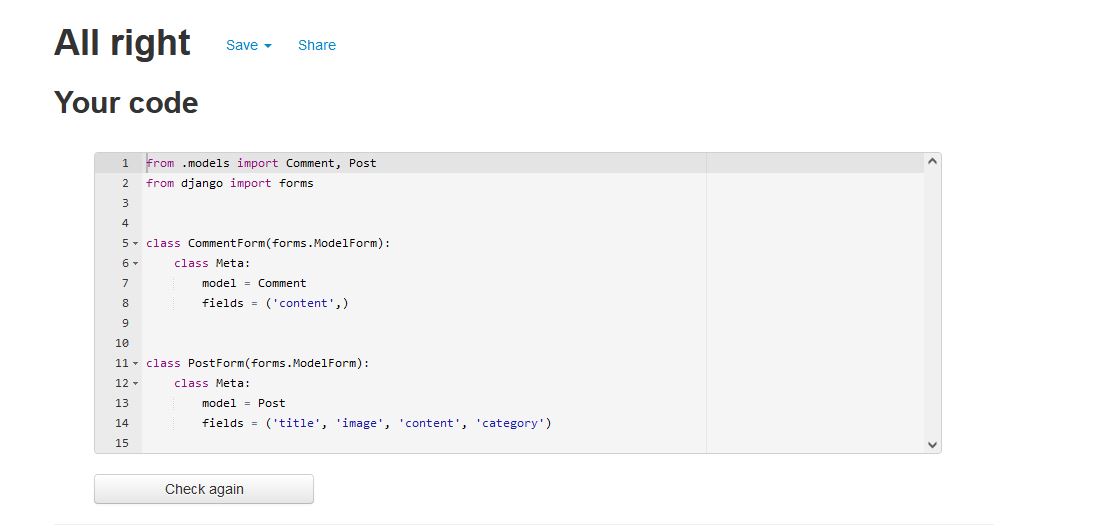 All right Save Share
Your code
1 from .models import Comment, Post
2 from django import forms
3
4
5 class CommentForm(forms.ModelForm):
6     class Meta:
7         model = Comment
8         fields = ('content',)
9
10
11 class PostForm(forms.ModelForm):
12     class Meta:
13         model = Post
14         fields = ('title', 'image', 'content', 'category')
15
Check again